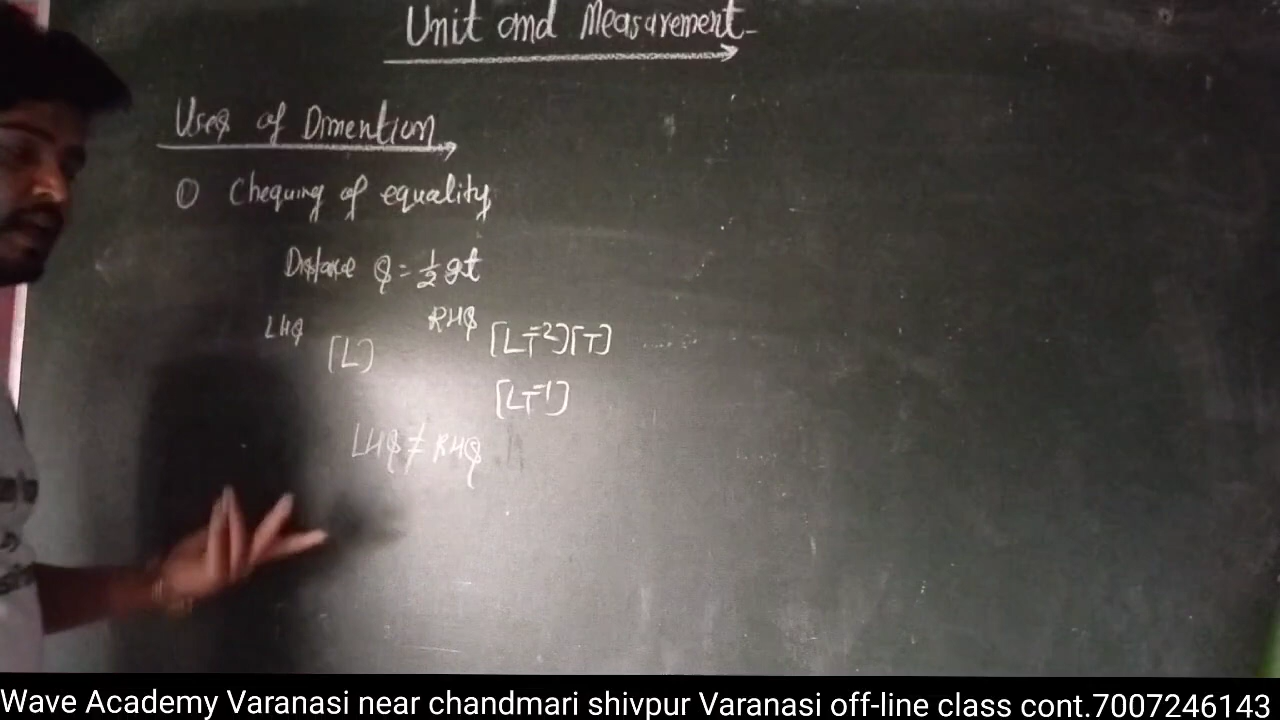 Unit and Measurement
Uses of Dimention
① Chequing of equality
Distance S = 1/2 gt
LHS [L] RHS [LT⁻²][T]
[LT⁻¹]
LHS ≠ RHS
Wave Academy Varanasi near chandmari shivpur Varanasi off-line class cont.7007246143